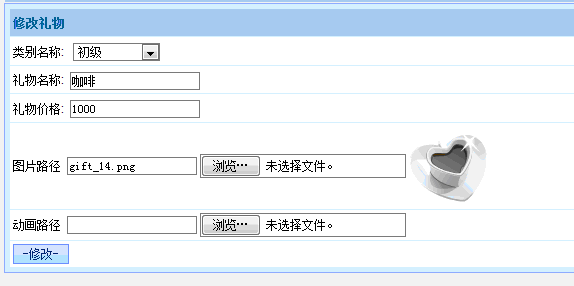 修改礼物
类别名称: 初级
礼物名称: 咖啡
礼物价格: 1000
图片路径 gift_14.png 浏览… 未选择文件。
动画路径 浏览… 未选择文件。
-修改-